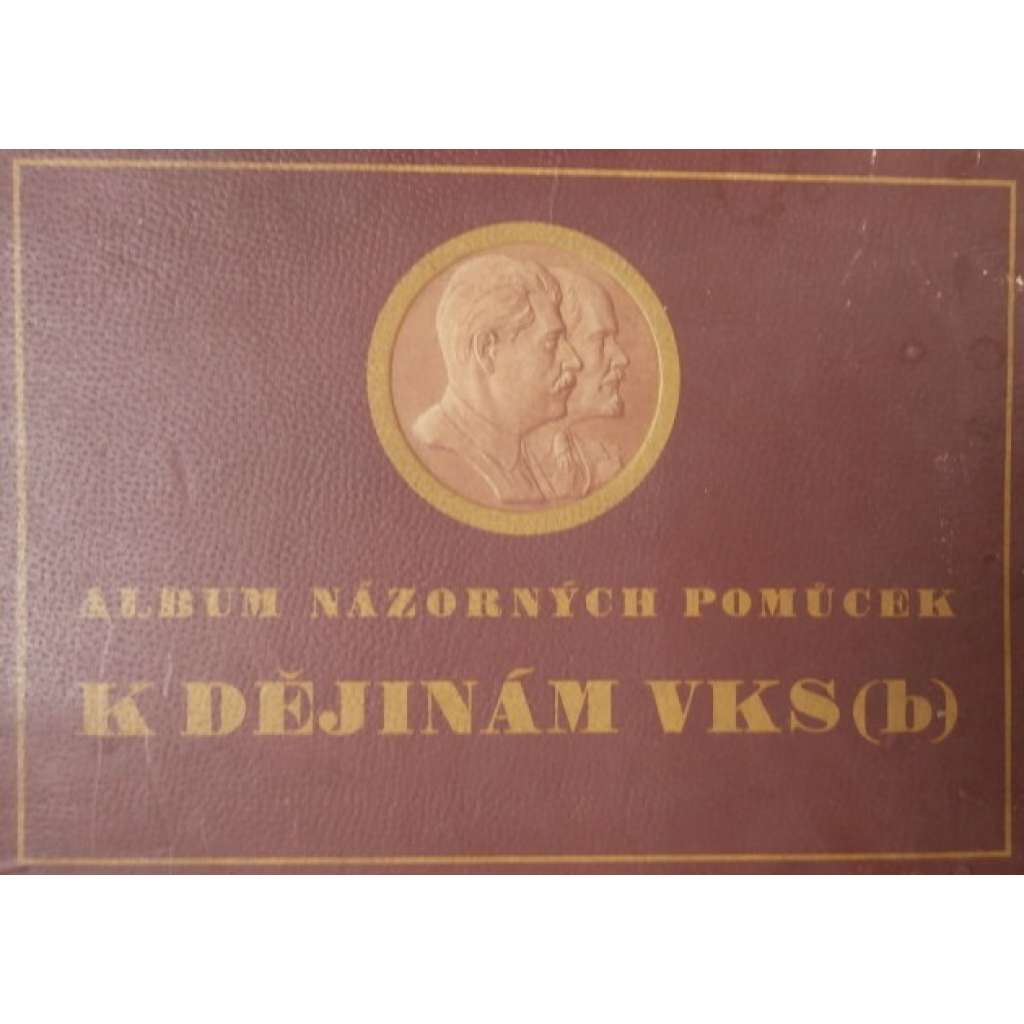 ALBUM NÁZORNÝCH POMŮCEK
K DĚJINÁM VKS(b)